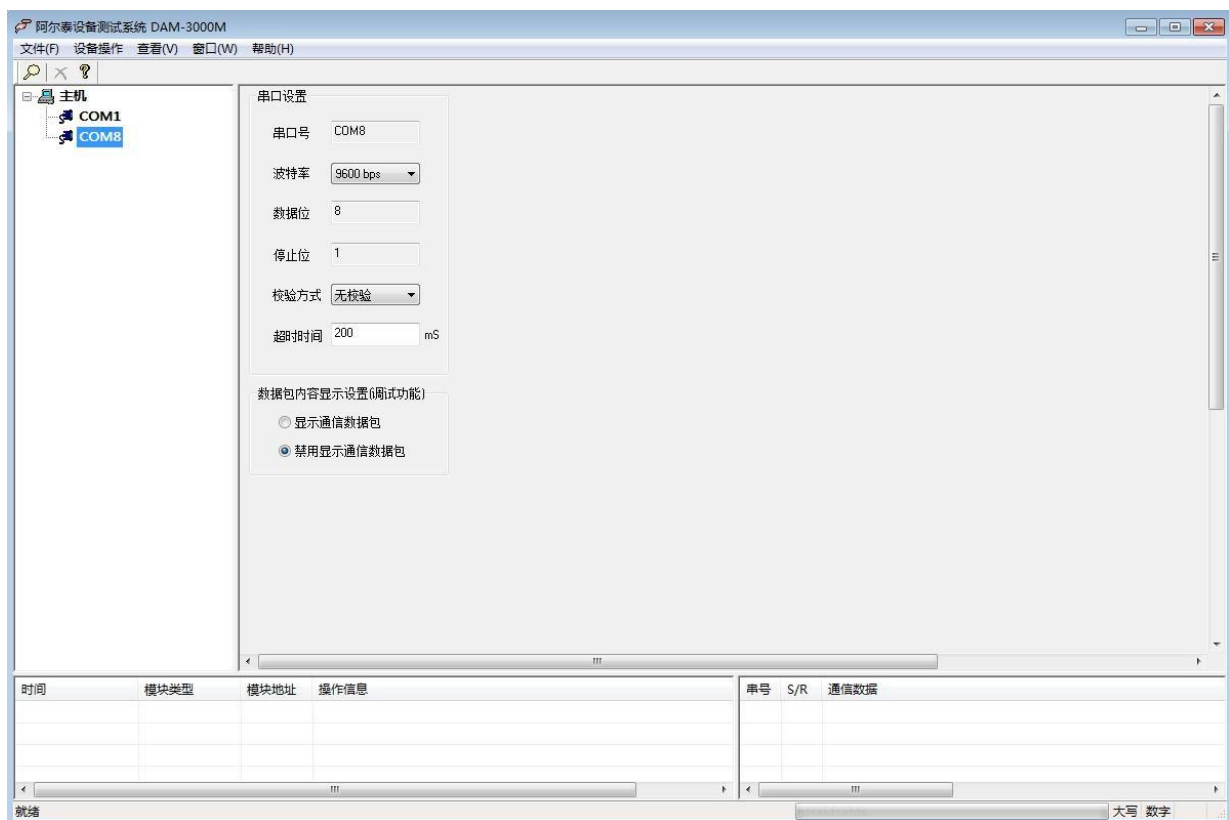 阿尔泰设备测试系统 DAM-3000M
文件(F) 设备操作 查看(V) 窗口(W) 帮助(H)
主机
COM1
COM8
串口设置
串口号 COM8
波特率 9600 bps
数据位 8
停止位 1
校验方式 无校验
超时时间 200 mS
数据包内容显示设置(调试功能)
显示通信数据包
禁用显示通信数据包
时间 模块类型 模块地址 操作信息
串号 S/R 通信数据
就绪 大写 数字